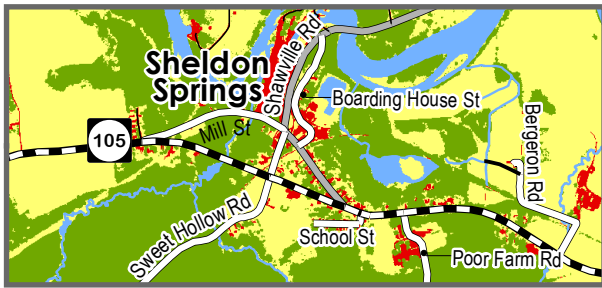 Sheldon
Springs
Shawville Rd
Boarding House St
Mill St
105
Bergeron Rd
Sweet Hollow Rd
School St
Poor Farm Rd